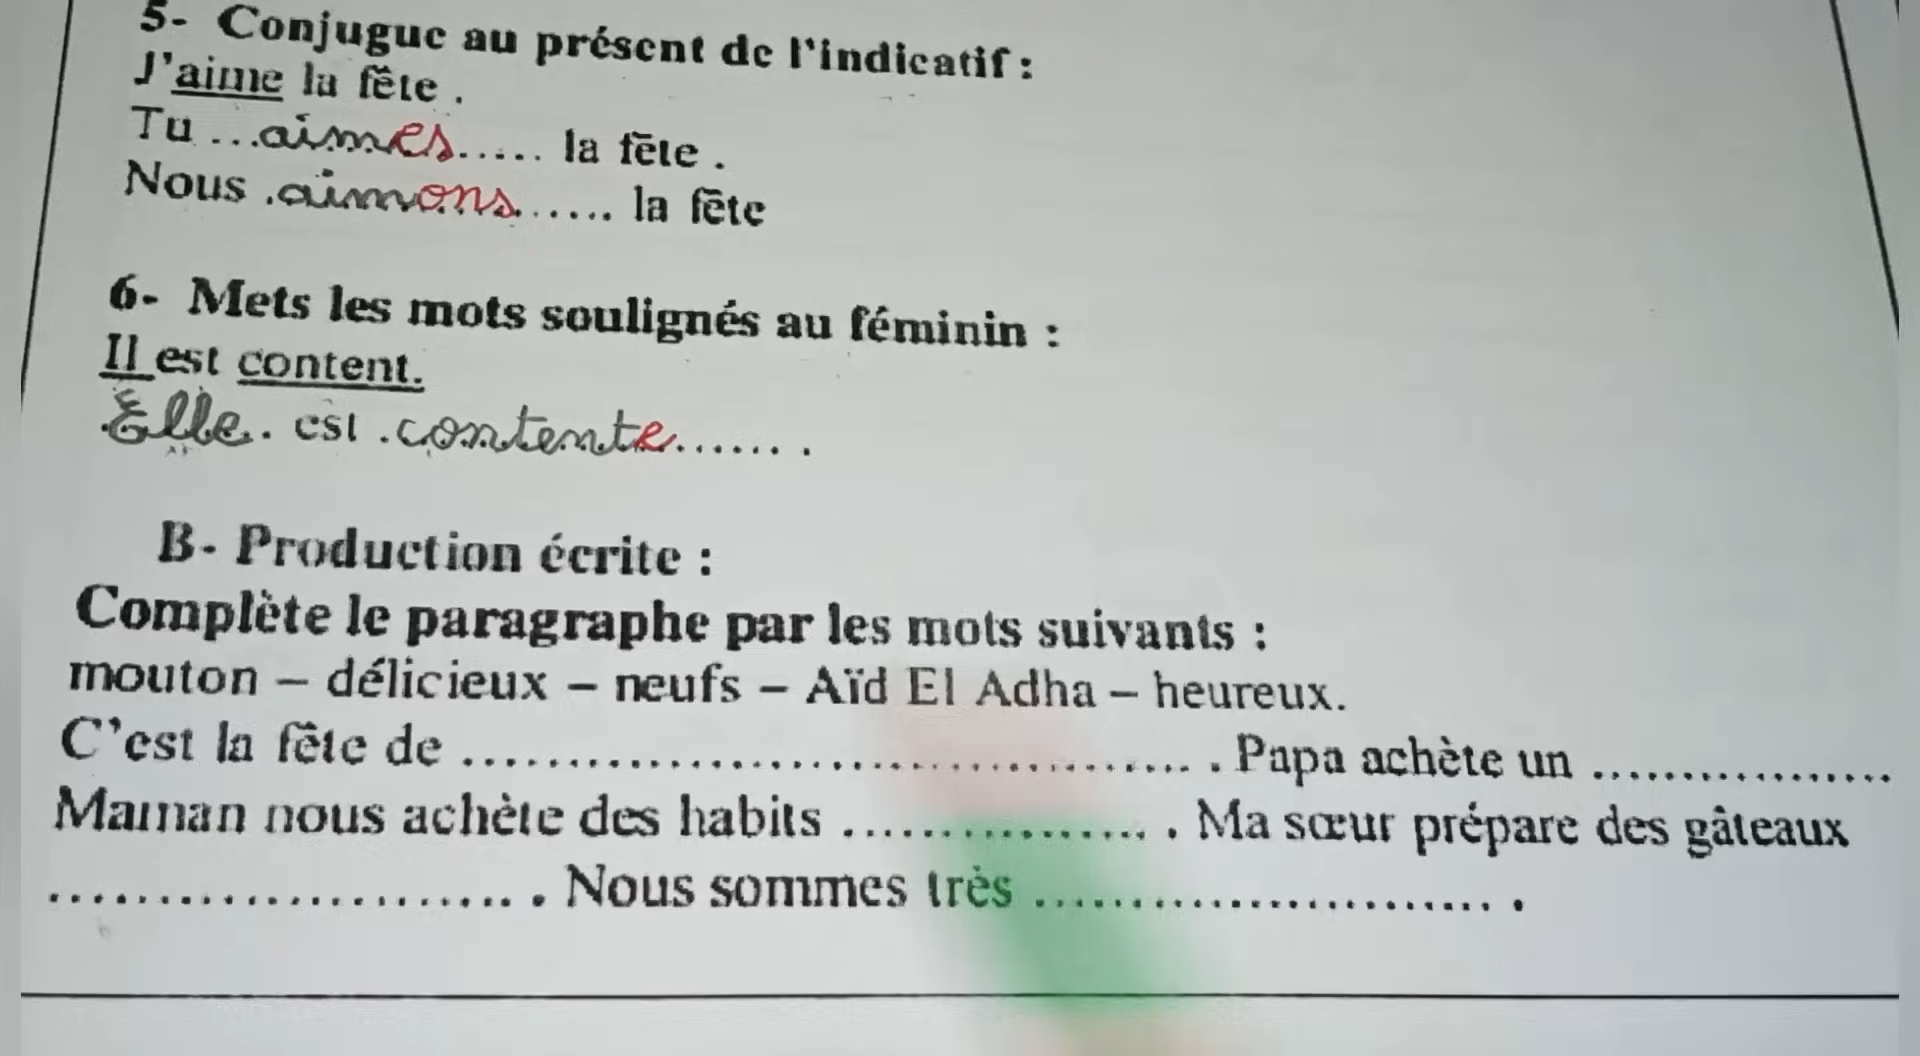 5- Conjugue au présent de l'indicatif :
J'aime la fête .
Tu ...aimes..... la fête .
Nous .aimons...... la fête
6- Mets les mots soulignés au féminin :
Il est content.
.Elle. est .contente....... .
B- Production écrite :
Complète le paragraphe par les mots suivants :
mouton – délicieux – neufs – Aïd El Adha – heureux.
C'est la fête de .................................... . Papa achète un .................
Maman nous achète des habits ................. . Ma sœur prépare des gâteaux
........................ . Nous sommes très ........................ .